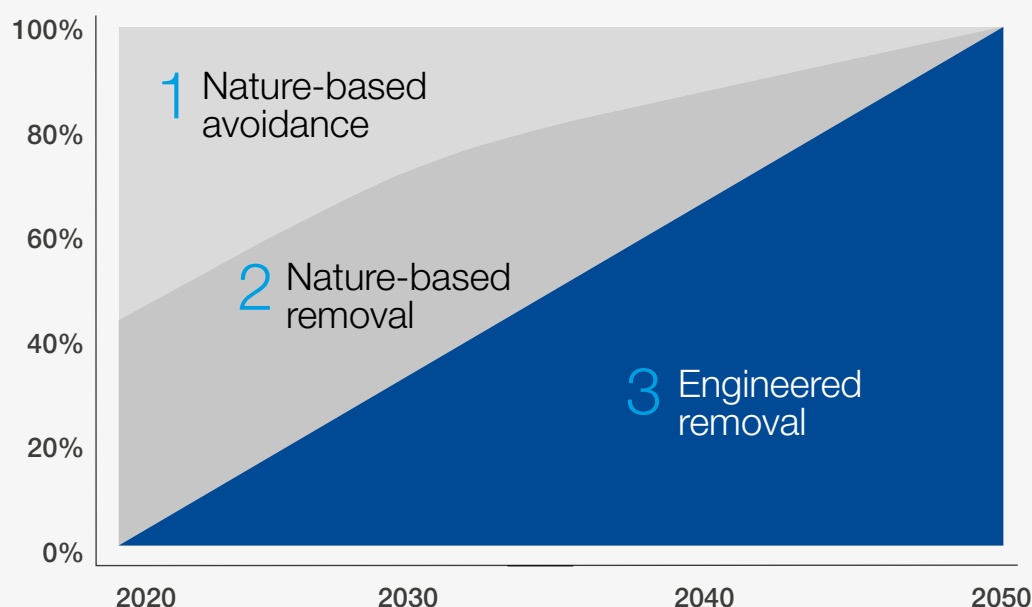 100%
1 Nature-based
avoidance
80%
60%
2 Nature-based
removal
40%
3 Engineered
removal
20%
0%
2020 2030 2040 2050